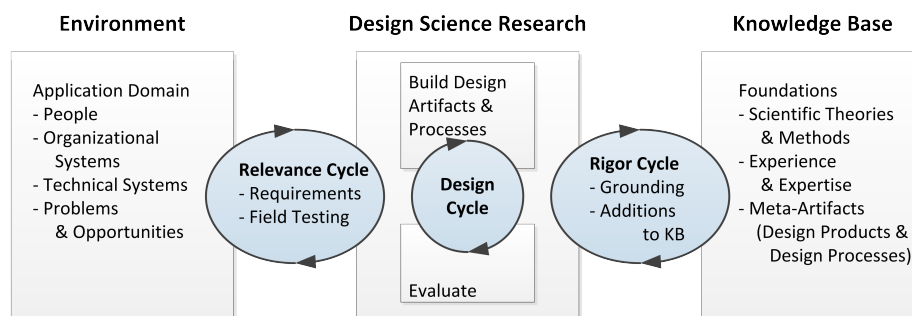 Environment
Design Science Research
Knowledge Base
Application Domain
- People
- Organizational
Systems
- Technical Systems
- Problems
& Opportunities
Relevance Cycle
- Requirements
- Field Testing
Build Design
Artifacts &
Processes
Design
Cycle
Evaluate
Rigor Cycle
- Grounding
- Additions
to KB
Foundations
- Scientific Theories
& Methods
- Experience
& Expertise
- Meta-Artifacts
(Design Products &
Design Processes)